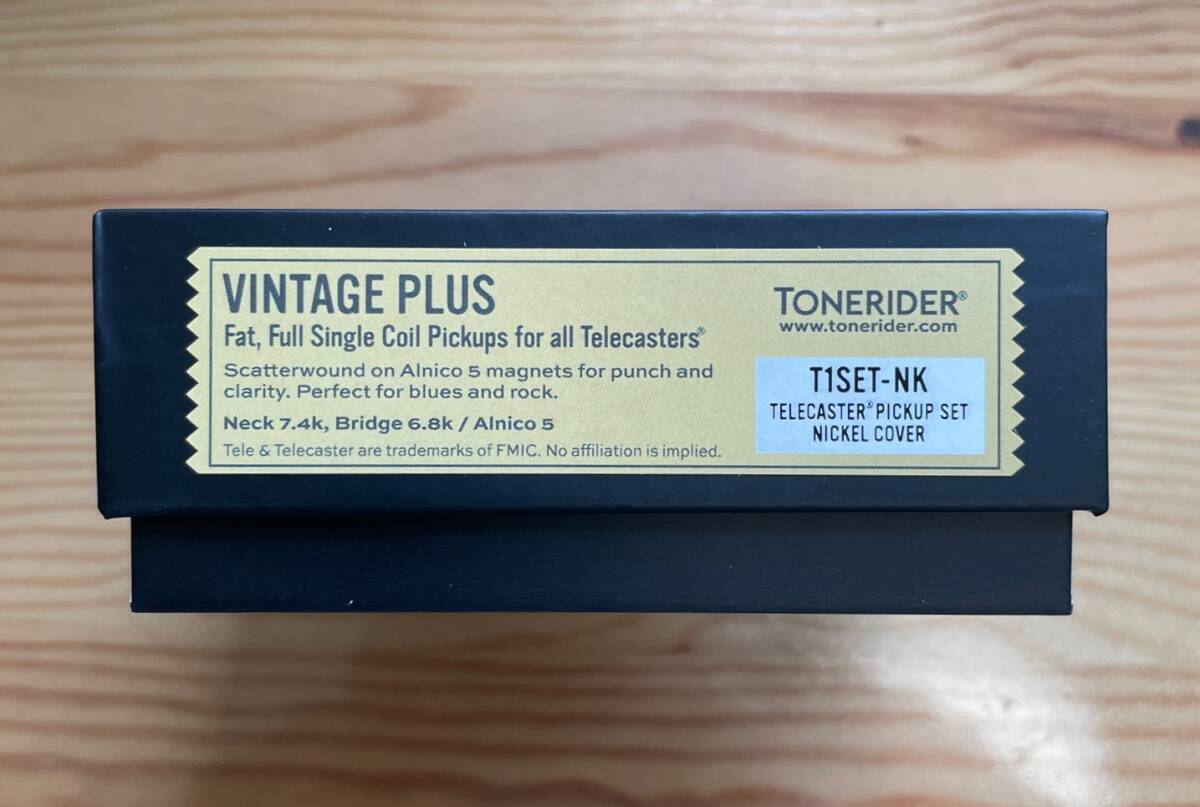 VINTAGE PLUS
Fat, Full Single Coil Pickups for all Telecasters®
Scatterwound on Alnico 5 magnets for punch and
clarity. Perfect for blues and rock.
Neck 7.4k, Bridge 6.8k / Alnico 5
Tele & Telecaster are trademarks of FMIC. No affiliation is implied.
TONERIDER®
www.tonerider.com
T1SET-NK
TELECASTER® PICKUP SET
NICKEL COVER